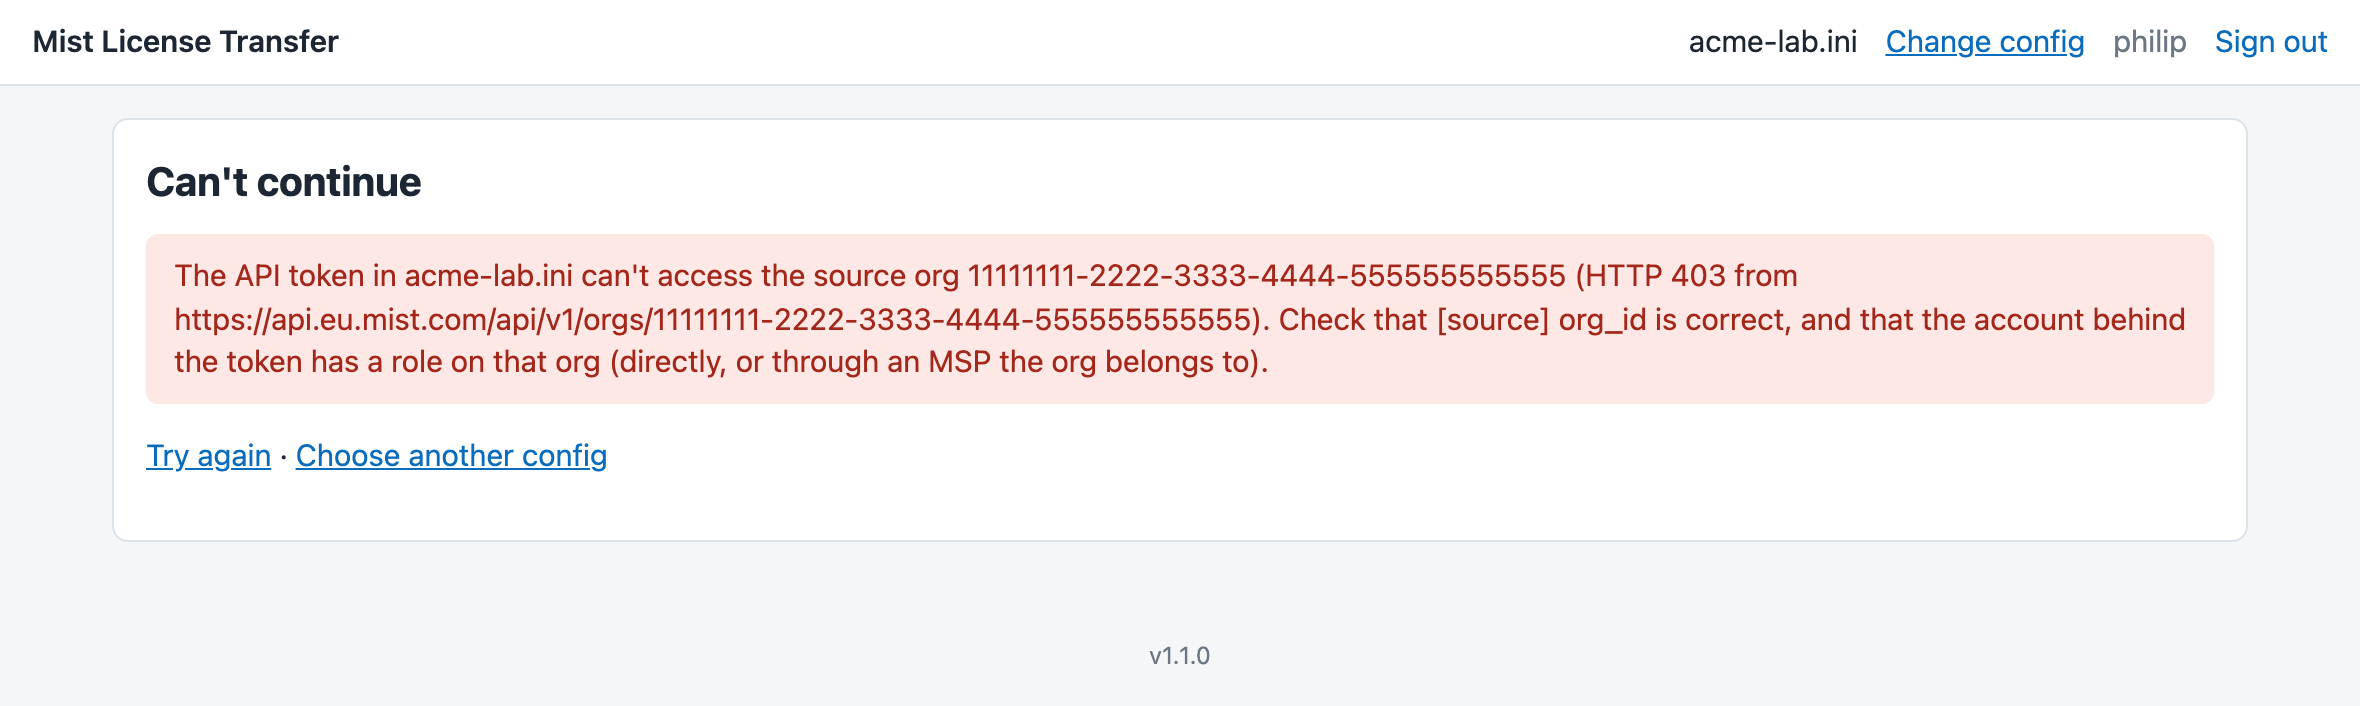 Mist License Transfer
acme-lab.ini Change config philip Sign out
Can't continue
The API token in acme-lab.ini can't access the source org 11111111-2222-3333-4444-555555555555 (HTTP 403 from
https://api.eu.mist.com/api/v1/orgs/11111111-2222-3333-4444-555555555555). Check that [source] org_id is correct, and that the account behind
the token has a role on that org (directly, or through an MSP the org belongs to).
Try again · Choose another config
v1.1.0